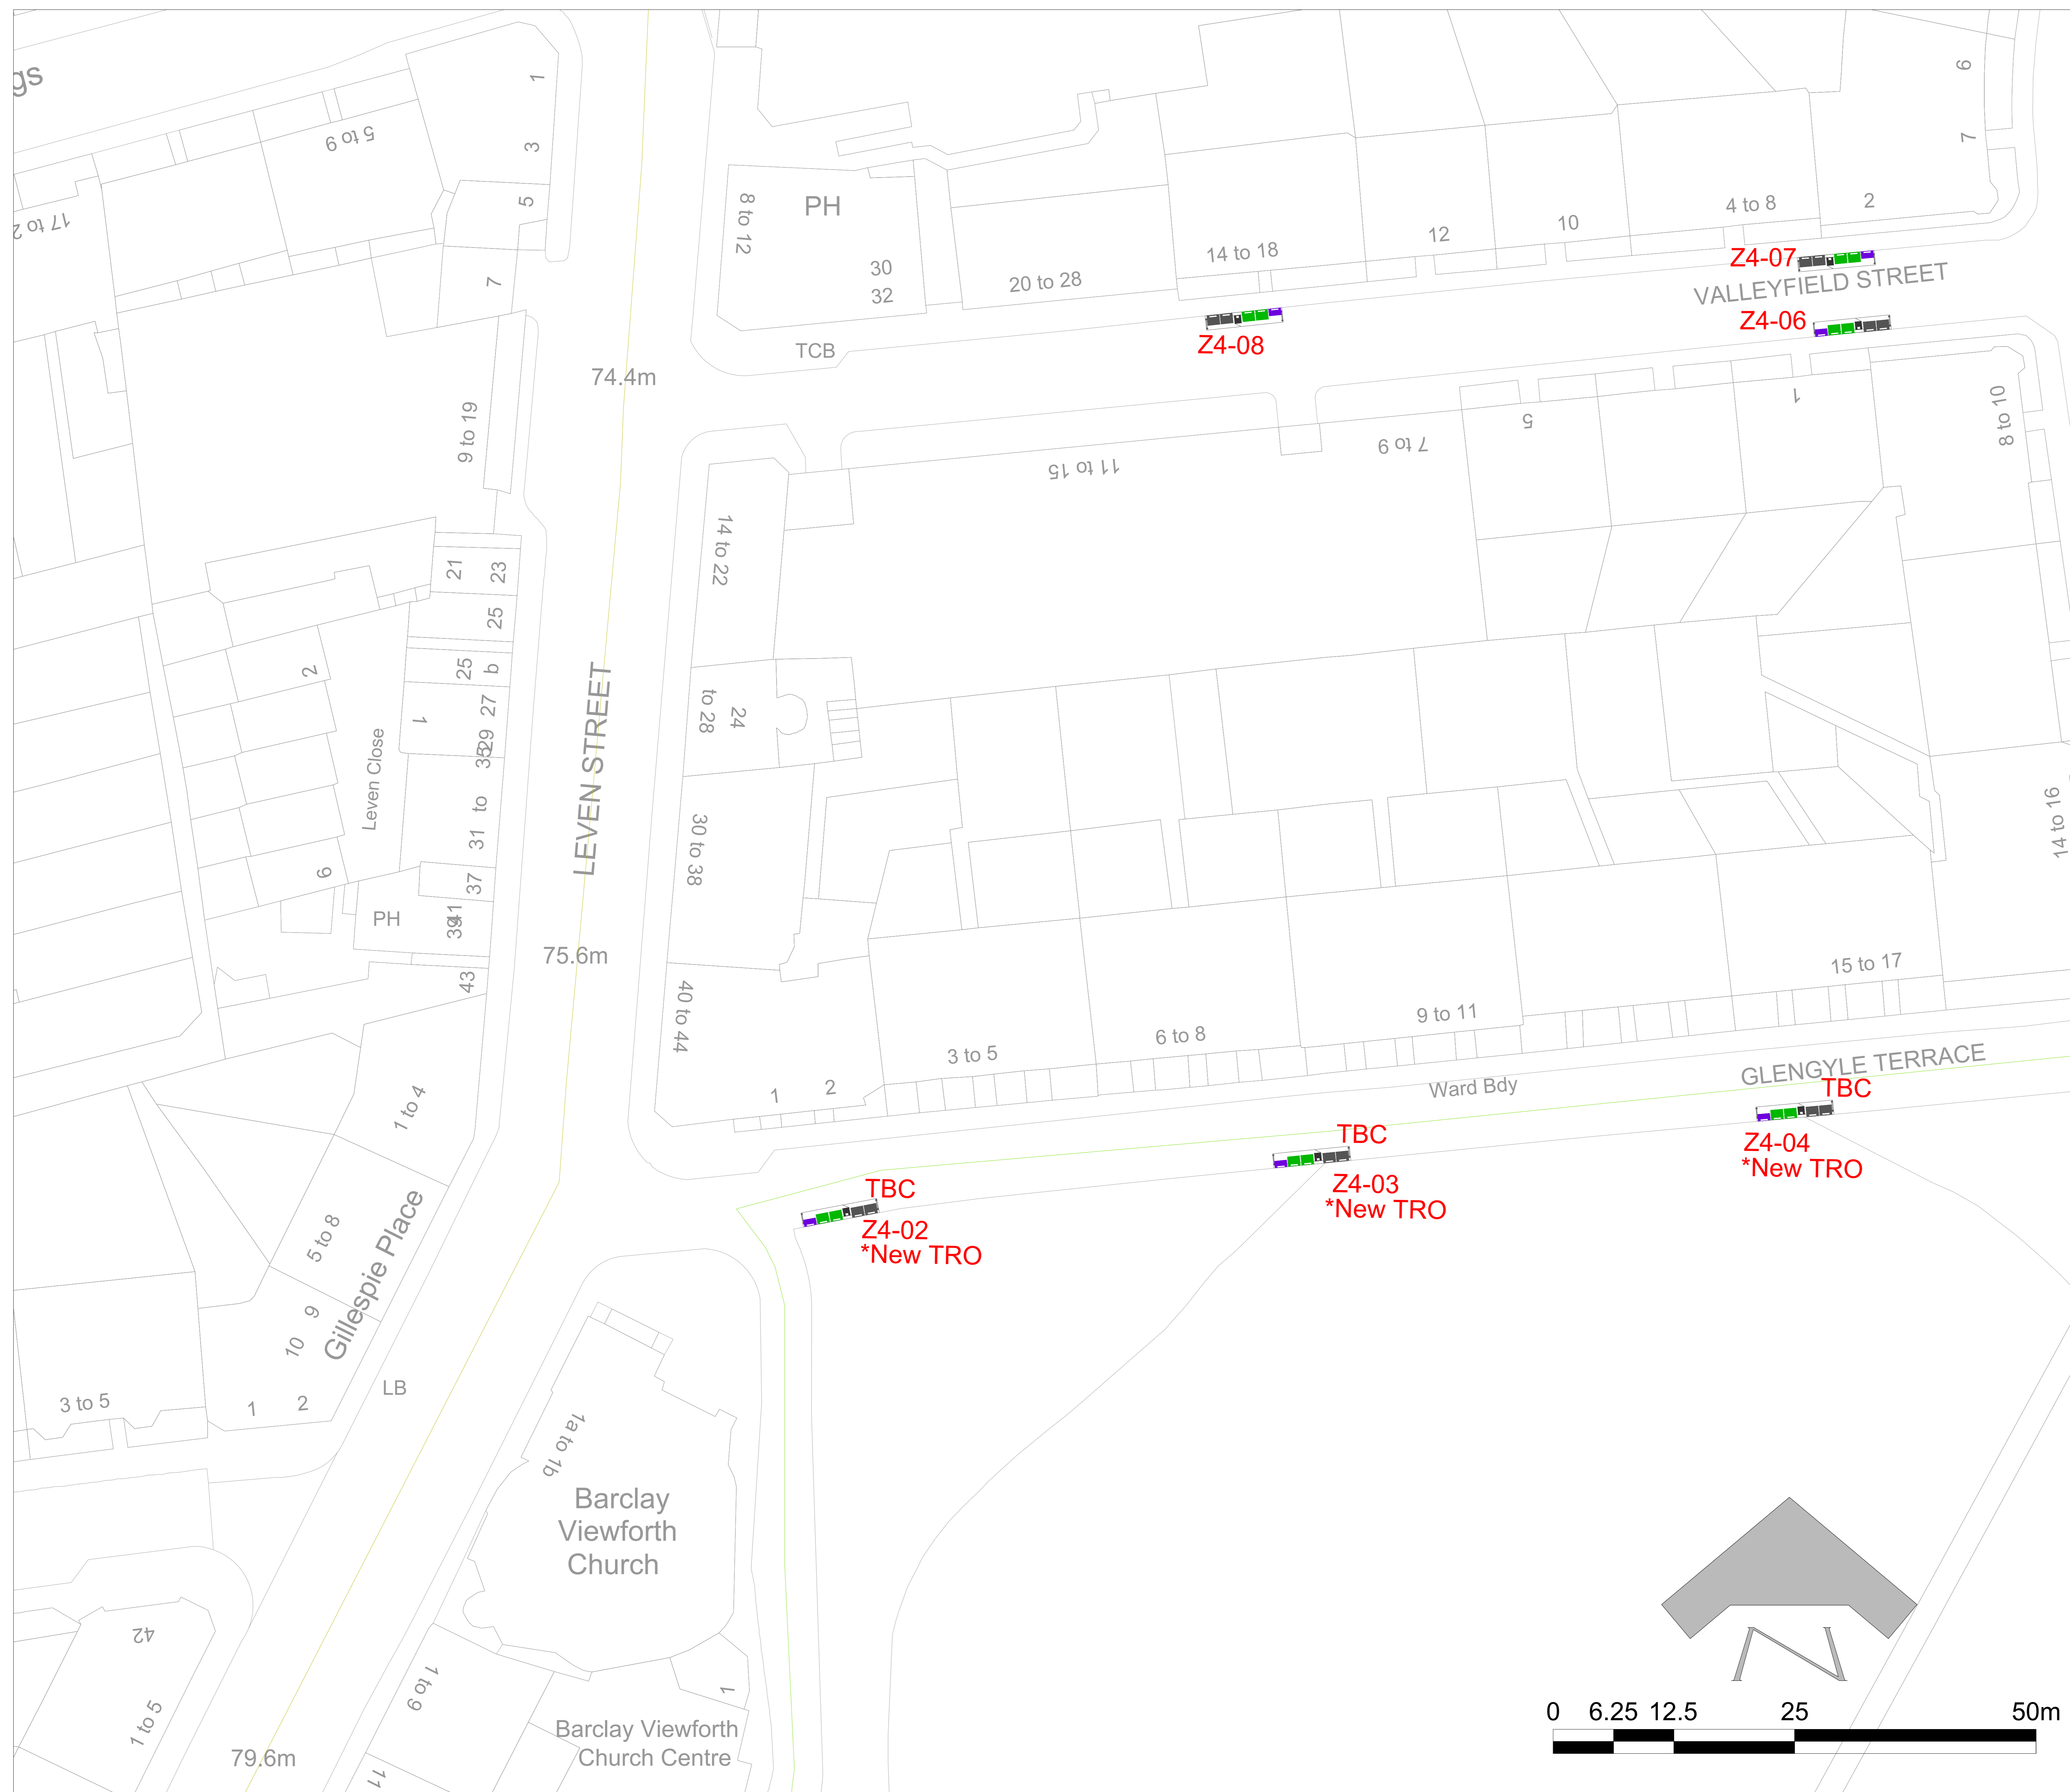 gs
5 to 9
1
3
5
7
9 to 19
21
23
25
25
b
27
1
29
35
to
31
37
PH
39
41
43
2
6
Leven Close
LEVEN STREET
74.4m
75.6m
8 to 12
PH
30
32
20 to 28
14 to 18
12
10
4 to 8
2
6
7
TCB
Z4-08
Z4-07
VALLEYFIELD STREET
Z4-06
11 to 15
7 to 9
5
1
8 to 10
14 to 22
24
to 28
30 to 38
40 to 44
1
2
3 to 5
6 to 8
9 to 11
15 to 17
14 to 16
Ward Bdy
GLENGYLE TERRACE
TBC
Z4-04
*New TRO
TBC
Z4-03
*New TRO
TBC
Z4-02
*New TRO
1 to 4
5 to 8
Gillespie Place
9
10
1
2
3 to 5
LB
1a to 1b
Barclay
Viewforth
Church
42
1 to 5
79.6m
1 to 9
11
1
Barclay Viewforth
Church Centre
N
0 6.25 12.5 25 50m